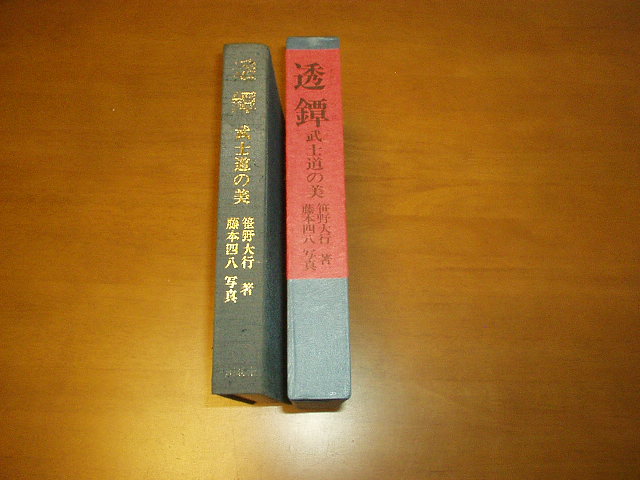 透鐔
武士道の美
笹野大行 著
藤本四八 写真
透鐔
武士道の美
笹野大行 著
藤本四八 写真